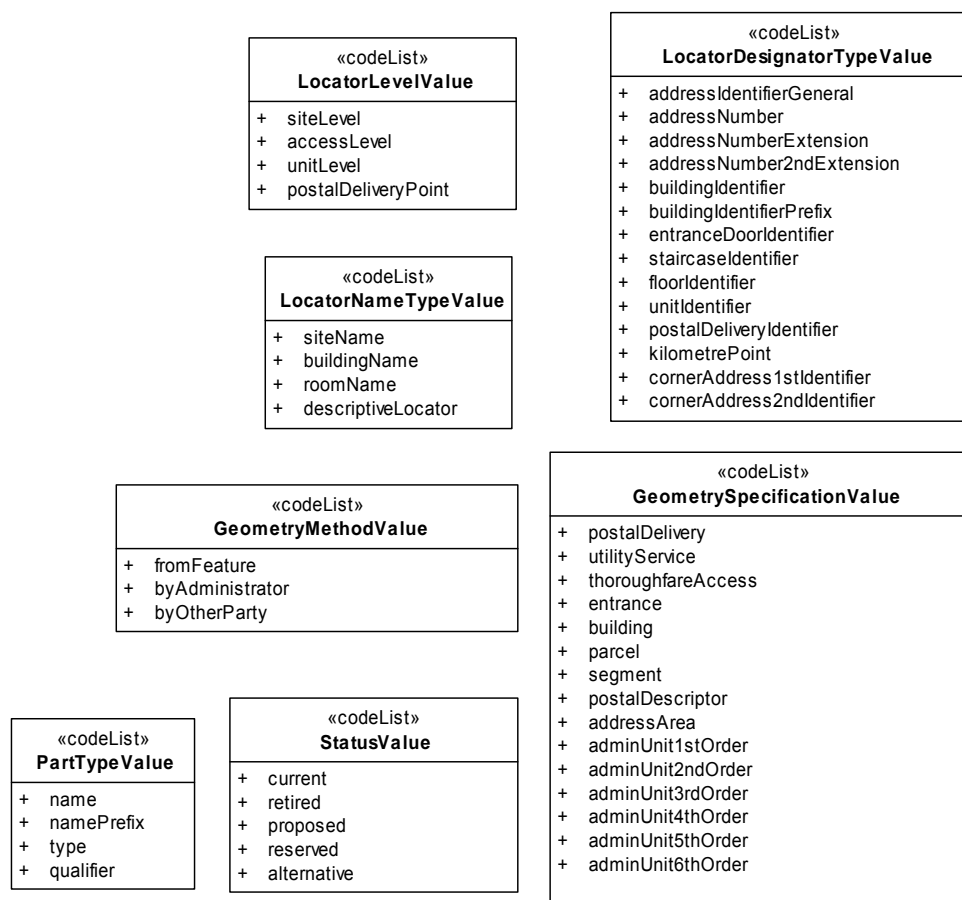 «codeList»
LocatorLevelValue
+ siteLevel
+ accessLevel
+ unitLevel
+ postalDeliveryPoint
«codeList»
LocatorDesignatorTypeValue
+ addressIdentifierGeneral
+ addressNumber
+ addressNumberExtension
+ addressNumber2ndExtension
+ buildingIdentifier
+ buildingIdentifierPrefix
+ entranceDoorIdentifier
+ staircaseIdentifier
+ floorIdentifier
+ unitIdentifier
+ postalDeliveryIdentifier
+ kilometrePoint
+ cornerAddress1stIdentifier
+ cornerAddress2ndIdentifier
«codeList»
LocatorNameTypeValue
+ siteName
+ buildingName
+ roomName
+ descriptiveLocator
«codeList»
GeometryMethodValue
+ fromFeature
+ byAdministrator
+ byOtherParty
«codeList»
GeometrySpecificationValue
+ postalDelivery
+ utilityService
+ thoroughfareAccess
+ entrance
+ building
+ parcel
+ segment
+ postalDescriptor
+ addressArea
+ adminUnit1stOrder
+ adminUnit2ndOrder
+ adminUnit3rdOrder
+ adminUnit4thOrder
+ adminUnit5thOrder
+ adminUnit6thOrder
«codeList»
PartTypeValue
+ name
+ namePrefix
+ type
+ qualifier
«codeList»
StatusValue
+ current
+ retired
+ proposed
+ reserved
+ alternative